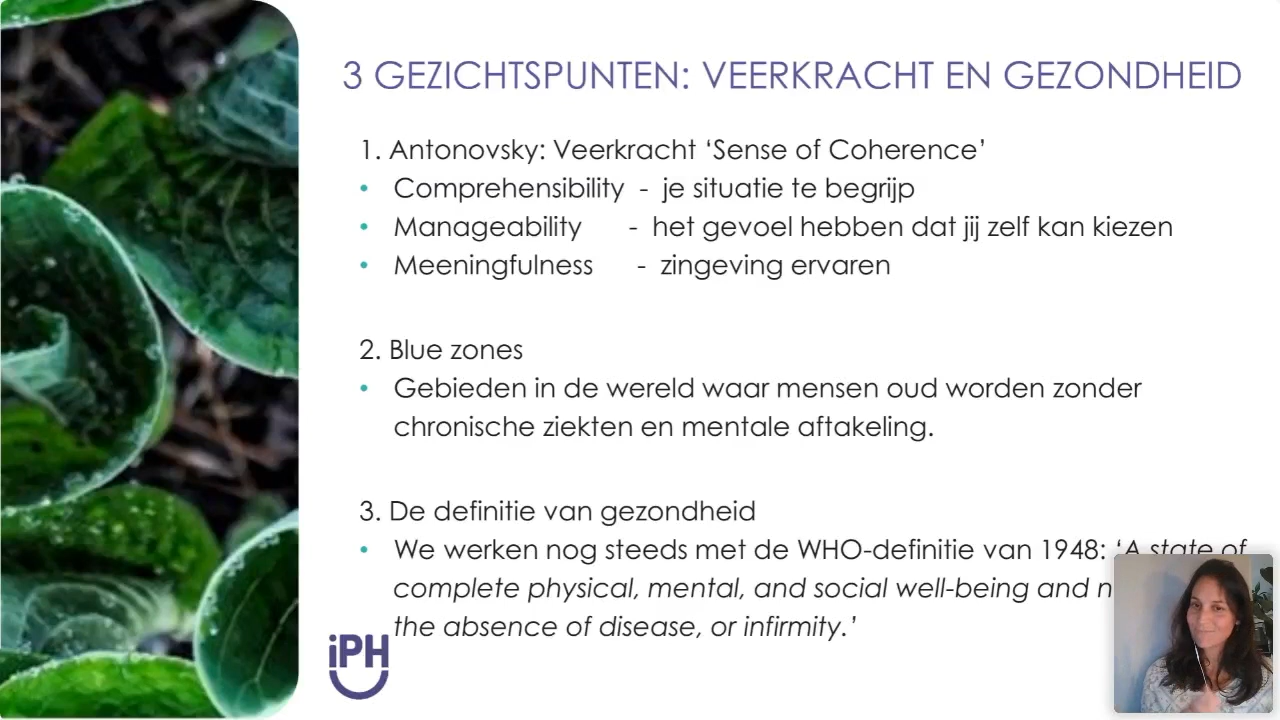 3 GEZICHTSPUNTEN: VEERKRACHT EN GEZONDHEID
1. Antonovsky: Veerkracht ‘Sense of Coherence’
• Comprehensibility - je situatie te begrijp
• Manageability - het gevoel hebben dat jij zelf kan kiezen
• Meeningfulness - zingeving ervaren
2. Blue zones
• Gebieden in de wereld waar mensen oud worden zonder
chronische ziekten en mentale aftakeling.
3. De definitie van gezondheid
• We werken nog steeds met de WHO-definitie van 1948: ‘A state of
complete physical, mental, and social well-being and
the absence of disease, or infirmity.’
iPH